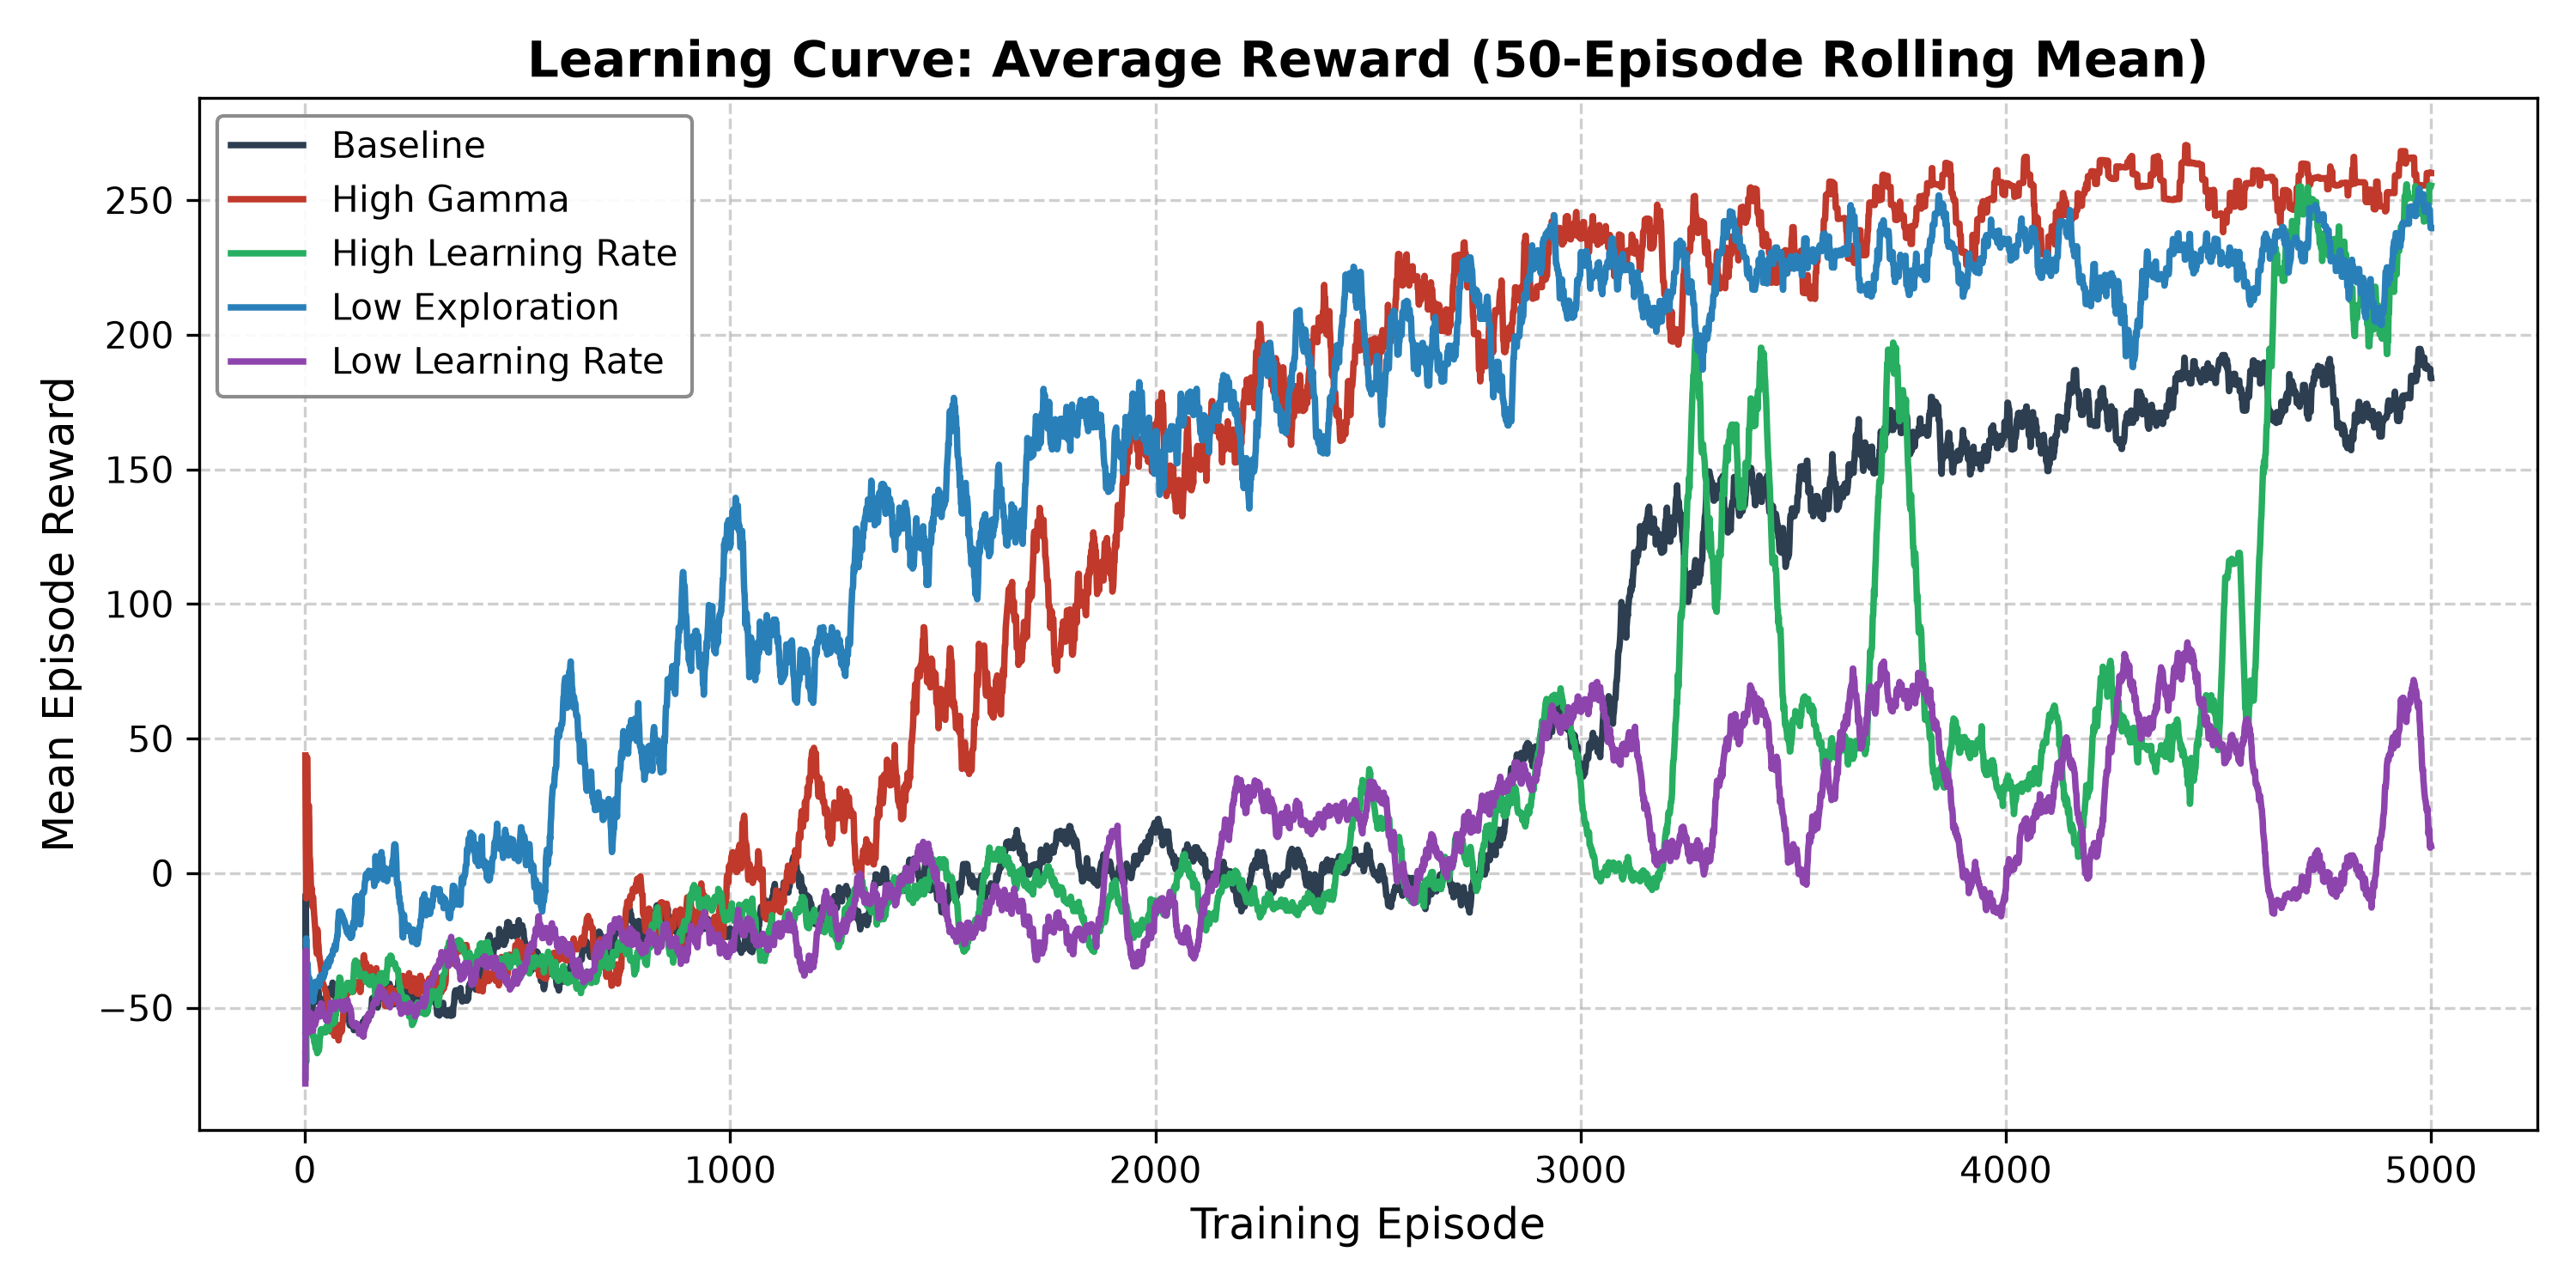 Learning Curve: Average Reward (50-Episode Rolling Mean)
Baseline
High Gamma
High Learning Rate
Low Exploration
Low Learning Rate
Mean Episode Reward
250
200
150
100
50
0
−50
0 1000 2000 3000 4000 5000
Training Episode